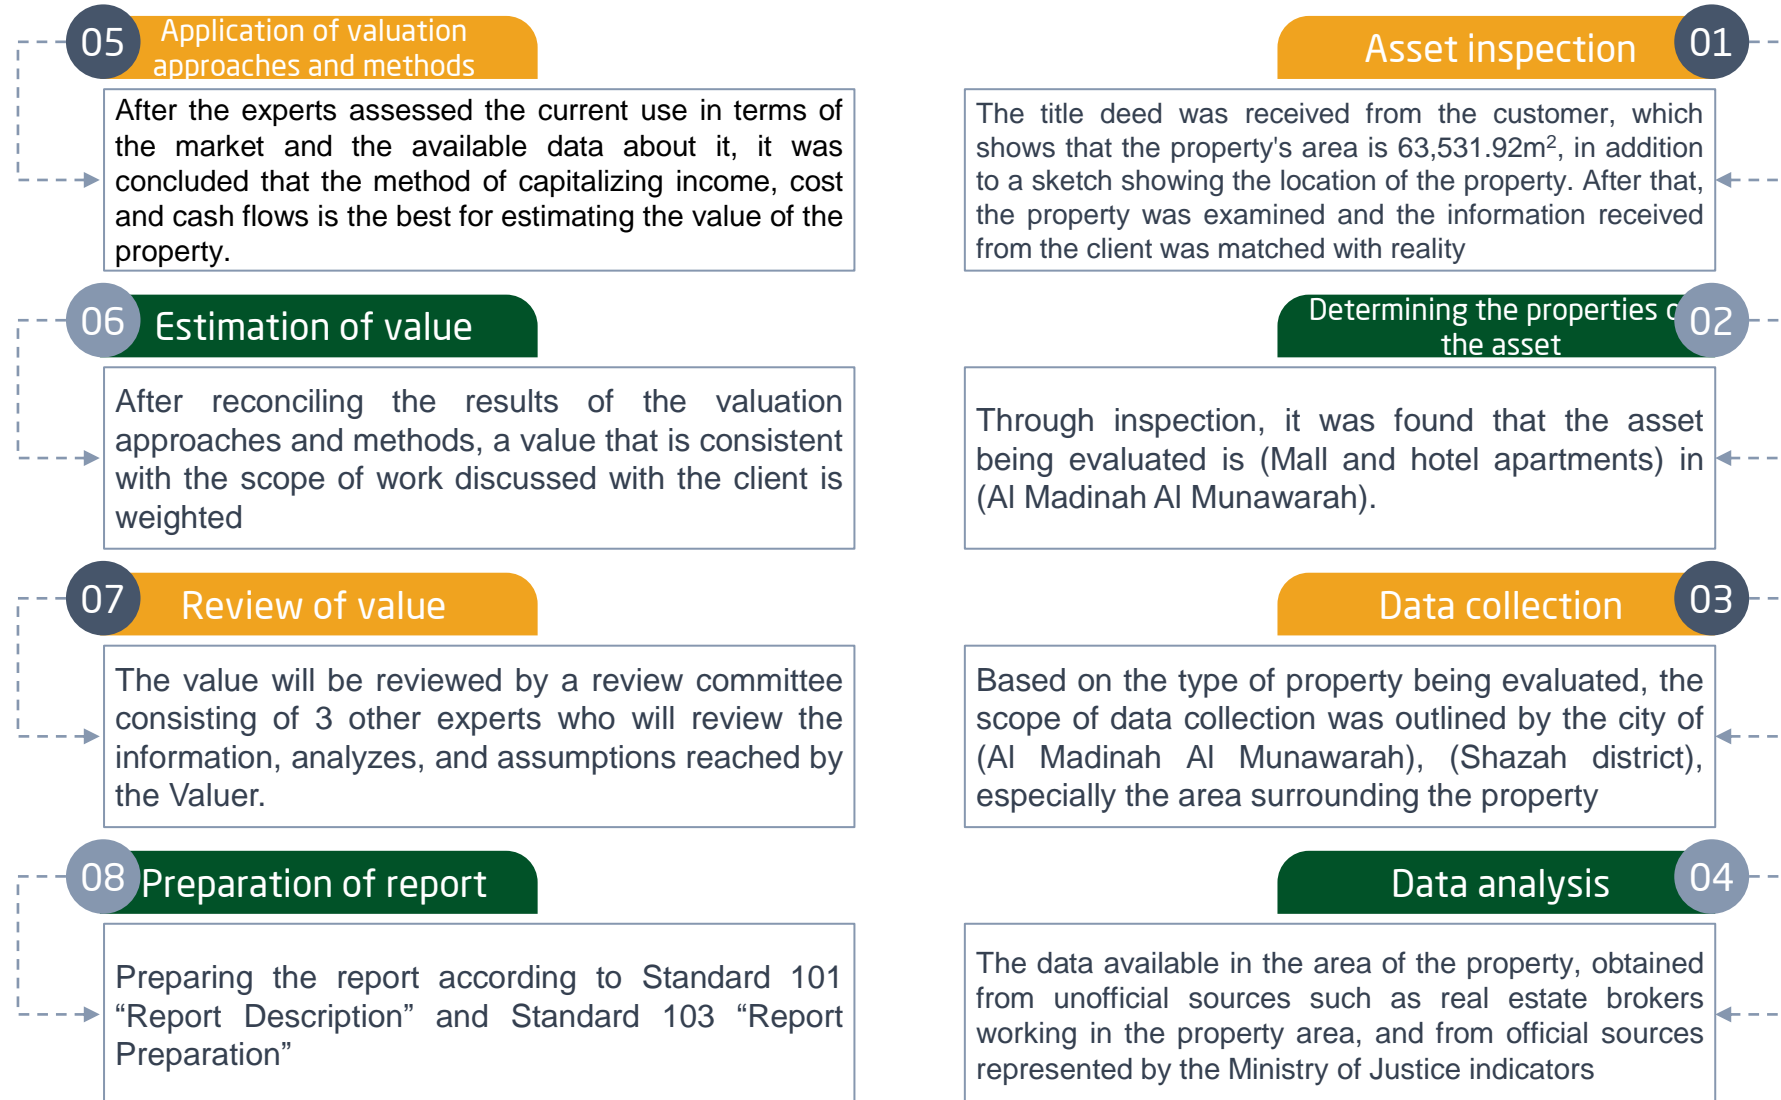 01
Asset inspection
The title deed was received from the customer, which
shows that the property's area is 63,531.92m², in addition
to a sketch showing the location of the property. After that,
the property was examined and the information received
from the client was matched with reality
02
Determining the properties o
the asset
Through inspection, it was found that the asset
being evaluated is (Mall and hotel apartments) in
(Al Madinah Al Munawarah).
03
Data collection
Based on the type of property being evaluated, the
scope of data collection was outlined by the city of
(Al Madinah Al Munawarah), (Shazah district),
especially the area surrounding the property
04
Data analysis
The data available in the area of the property, obtained
from unofficial sources such as real estate brokers
working in the property area, and from official sources
represented by the Ministry of Justice indicators
05
Application of valuation
approaches and methods
After the experts assessed the current use in terms of
the market and the available data about it, it was
concluded that the method of capitalizing income, cost
and cash flows is the best for estimating the value of the
property.
06
Estimation of value
After reconciling the results of the valuation
approaches and methods, a value that is consistent
with the scope of work discussed with the client is
weighted
07
Review of value
The value will be reviewed by a review committee
consisting of 3 other experts who will review the
information, analyzes, and assumptions reached by
the Valuer.
08
Preparation of report
Preparing the report according to Standard 101
“Report Description” and Standard 103 “Report
Preparation”